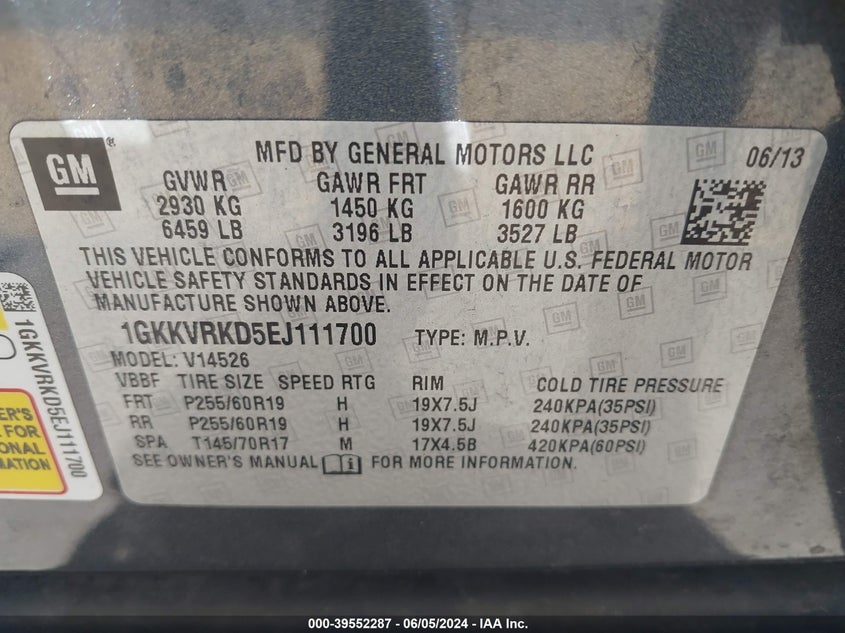 GM
MFD BY GENERAL MOTORS LLC 06/13
GVWR GAWR FRT GAWR RR
2930 KG 1450 KG 1600 KG
6459 LB 3196 LB 3527 LB
THIS VEHICLE CONFORMS TO ALL APPLICABLE U.S. FEDERAL MOTOR
VEHICLE SAFETY STANDARDS IN EFFECT ON THE DATE OF
MANUFACTURE SHOWN ABOVE.
1GKKVRKD5EJ111700 TYPE: M.P.V.
MODEL: V14526
VBBF TIRE SIZE SPEED RTG RIM COLD TIRE PRESSURE
FRT P255/60R19 H 19X7.5J 240KPA(35PSI)
RR P255/60R19 H 19X7.5J 240KPA(35PSI)
SPA T145/70R17 M 17X4.5B 420KPA(60PSI)
SEE OWNER'S MANUAL FOR MORE INFORMATION.
1GKKVRKD5EJ111700
FOR
000-39552287 - 06/05/2024 - IAA Inc.